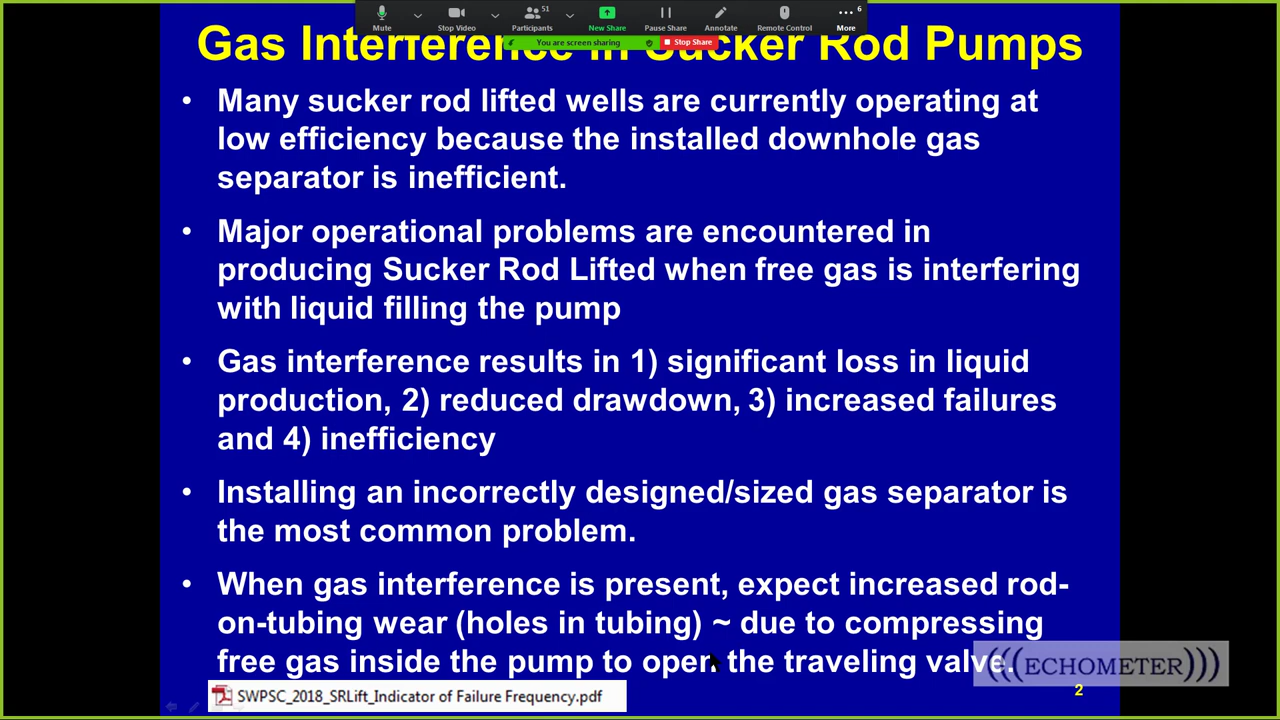 51
6
Mute
Stop Video
Participants
New Share
Pause Share
Annotate
Remote Control
More
You are screen sharing
Stop Share
Gas Interference in Sucker Rod Pumps
• Many sucker rod lifted wells are currently operating at
low efficiency because the installed downhole gas
separator is inefficient.
• Major operational problems are encountered in
producing Sucker Rod Lifted when free gas is interfering
with liquid filling the pump
• Gas interference results in 1) significant loss in liquid
production, 2) reduced drawdown, 3) increased failures
and 4) inefficiency
• Installing an incorrectly designed/sized gas separator is
the most common problem.
• When gas interference is present, expect increased rod-
on-tubing wear (holes in tubing) ~ due to compressing
free gas inside the pump to open the traveling valve.
(((ECHOMETER)))
SWPSC_2018_SRLift_Indicator of Failure Frequency.pdf
2